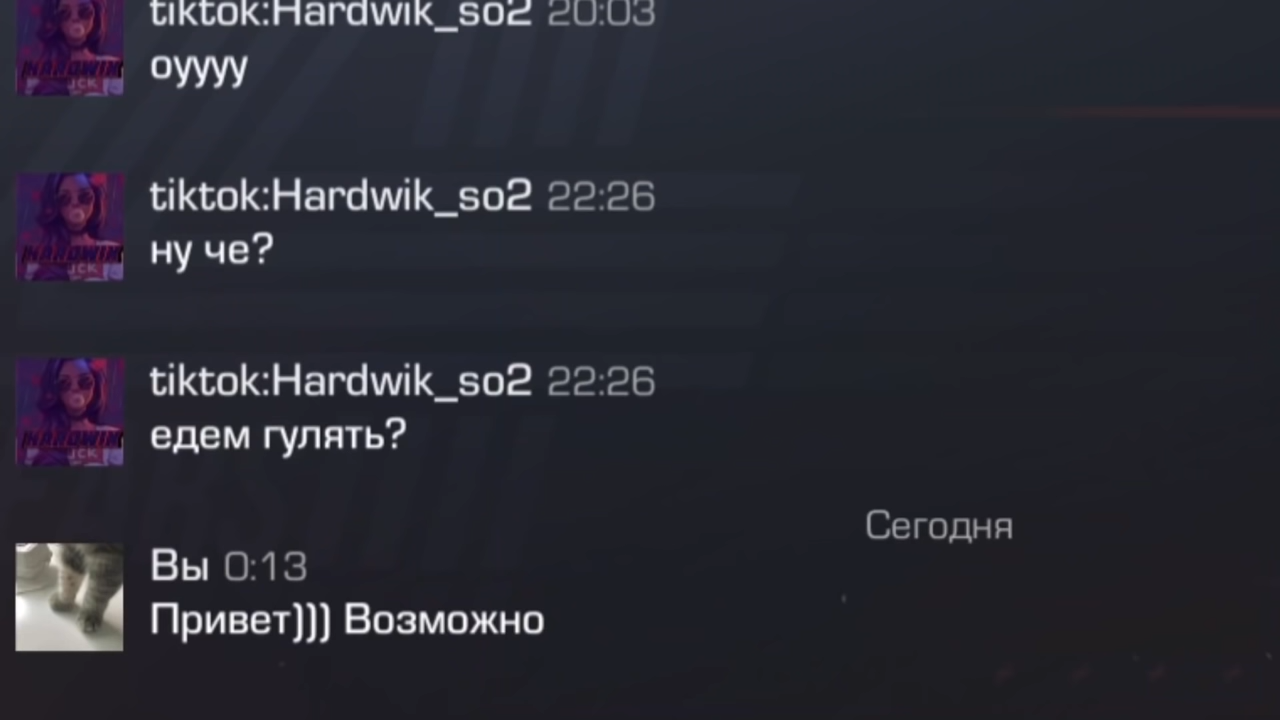 tiktok:Hardwik_so2 20:03
оуууу
tiktok:Hardwik_so2 22:26
ну че?
tiktok:Hardwik_so2 22:26
едем гулять?
Сегодня
Вы 0:13
Привет))) Возможно